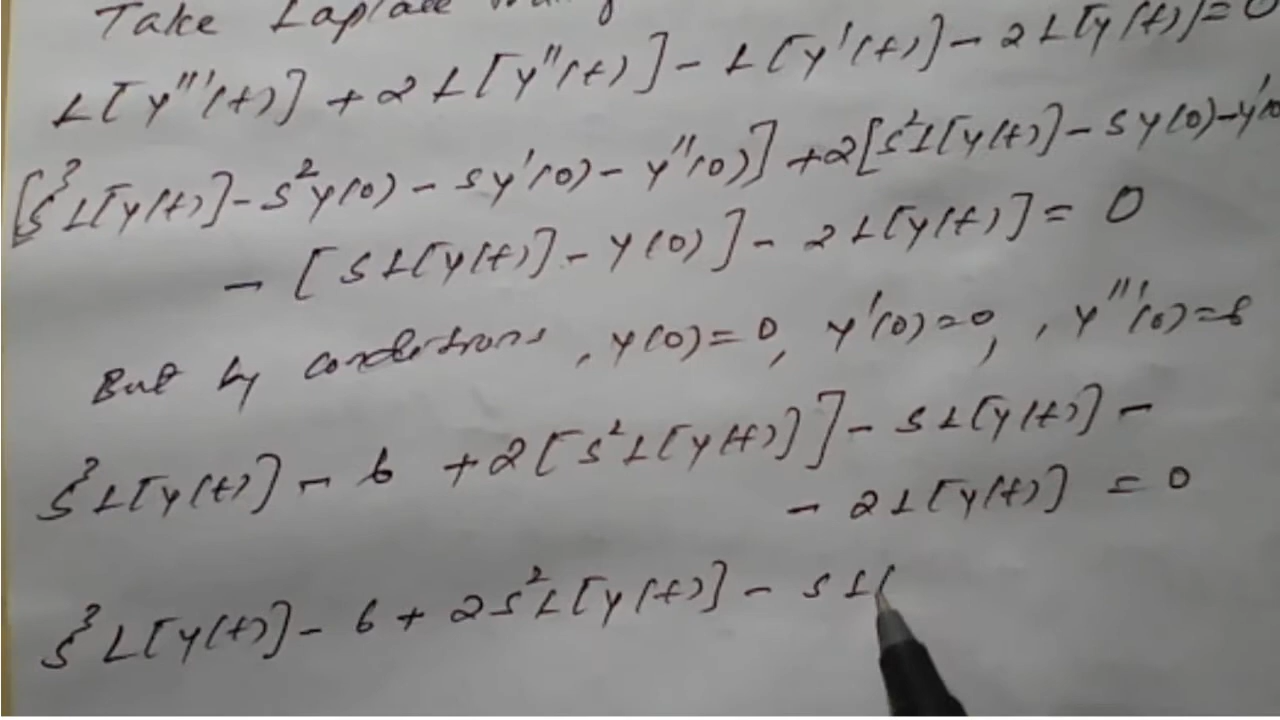 Take Laplace
L[y'''(t)] + 2L[y''(t)] - L[y'(t)] - 2L[y(t)] = 0
[s³L[y(t)] - s²y(0) - sy'(0) - y''(0)] + 2[s²L[y(t)] - sy(0) - y'(0
- [sL[y(t)] - y(0)] - 2L[y(t)] = 0
But by conditions, y(0)=0, y'(0)=0, , y'''(0)=6
s³L[y(t)] - 6 + 2[s²L[y(t)]] - sL[y(t)] -
- 2L[y(t)] = 0
s³L[y(t)] - 6 + 2s²L[y(t)] - sL[